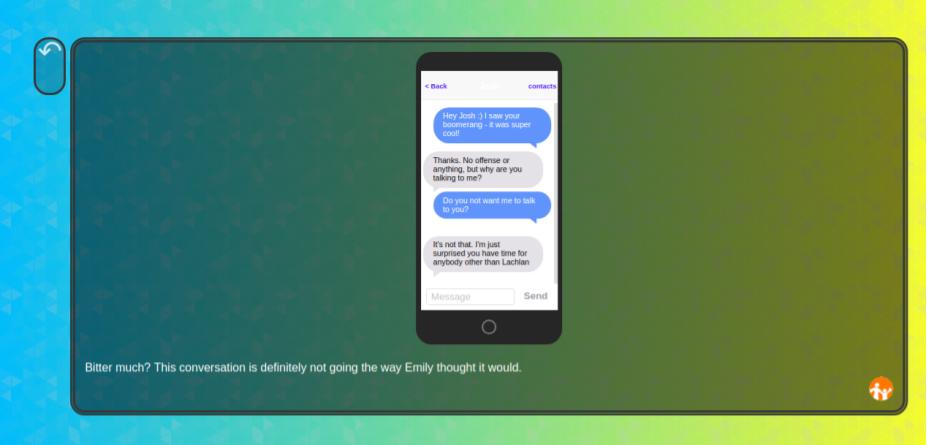 < Back
contacts
Hey Josh :) I saw your
boomerang - it was super
cool!
Thanks. No offense or
anything, but why are you
talking to me?
Do you not want me to talk
to you?
It's not that. I'm just
surprised you have time for
anybody other than Lachlan
Message
Send
Bitter much? This conversation is definitely not going the way Emily thought it would.